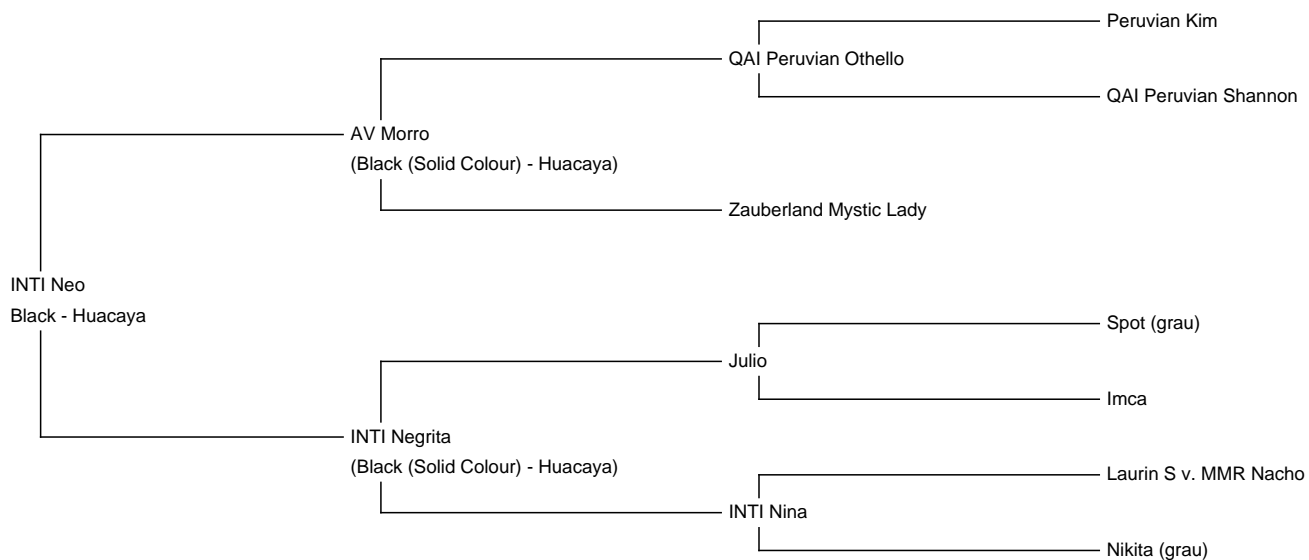 Peruvian Kim
QAI Peruvian Othello
QAI Peruvian Shannon
AV Morro
(Black (Solid Colour) - Huacaya)
Zauberland Mystic Lady
INTI Neo
Black - Huacaya
Spot (grau)
Julio
Imca
INTI Negrita
(Black (Solid Colour) - Huacaya)
Laurin S v. MMR Nacho
INTI Nina
Nikita (grau)